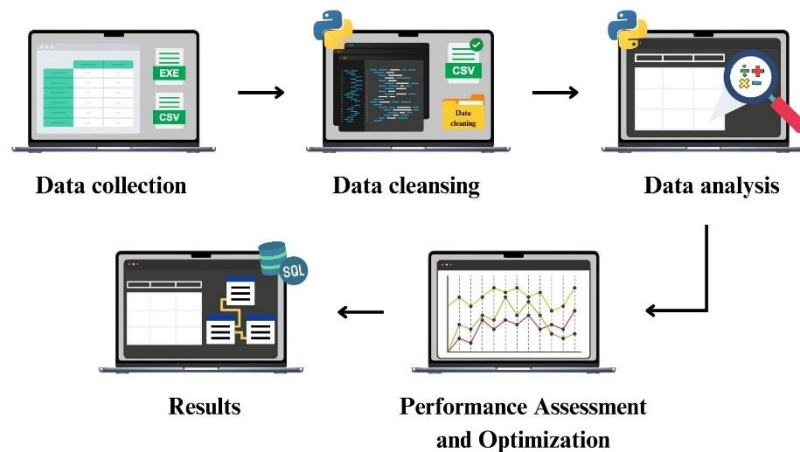 EXE
CSV
CSV
Data
cleaning
Data collection
Data cleansing
Data analysis
SQL
Results
Performance Assessment
and Optimization